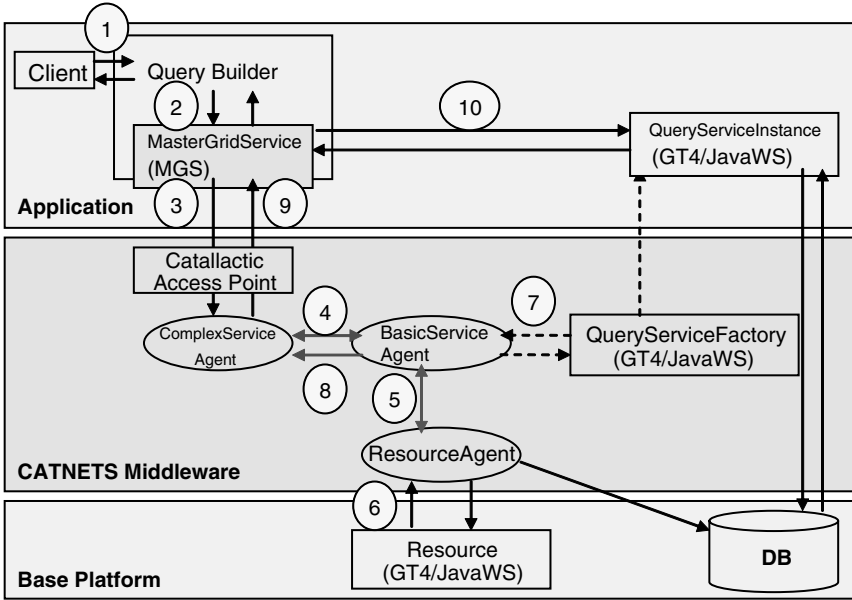 1
Client
Query Builder
2
10
MasterGridService
(MGS)
QueryServiceInstance
(GT4/JavaWS)
3
9
Application
Catallactic
Access Point
4
7
ComplexService
Agent
BasicService
Agent
QueryServiceFactory
(GT4/JavaWS)
8
5
ResourceAgent
CATNETS Middleware
6
Resource
(GT4/JavaWS)
DB
Base Platform